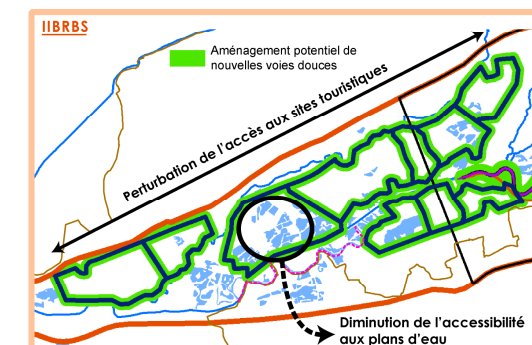 IIBRBS
Aménagement potentiel de
nouvelles voies douces
Perturbation de l'accès aux sites touristiques
Diminution de l'accessibilité
aux plans d'eau